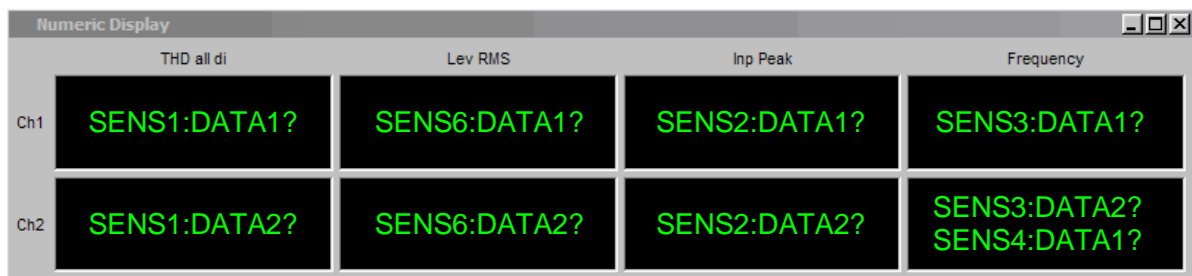 Numeric Display
THD all di Lev RMS Inp Peak Frequency
Ch1 SENS1:DATA1? SENS6:DATA1? SENS2:DATA1? SENS3:DATA1?
Ch2 SENS1:DATA2? SENS6:DATA2? SENS2:DATA2? SENS3:DATA2?
SENS4:DATA1?